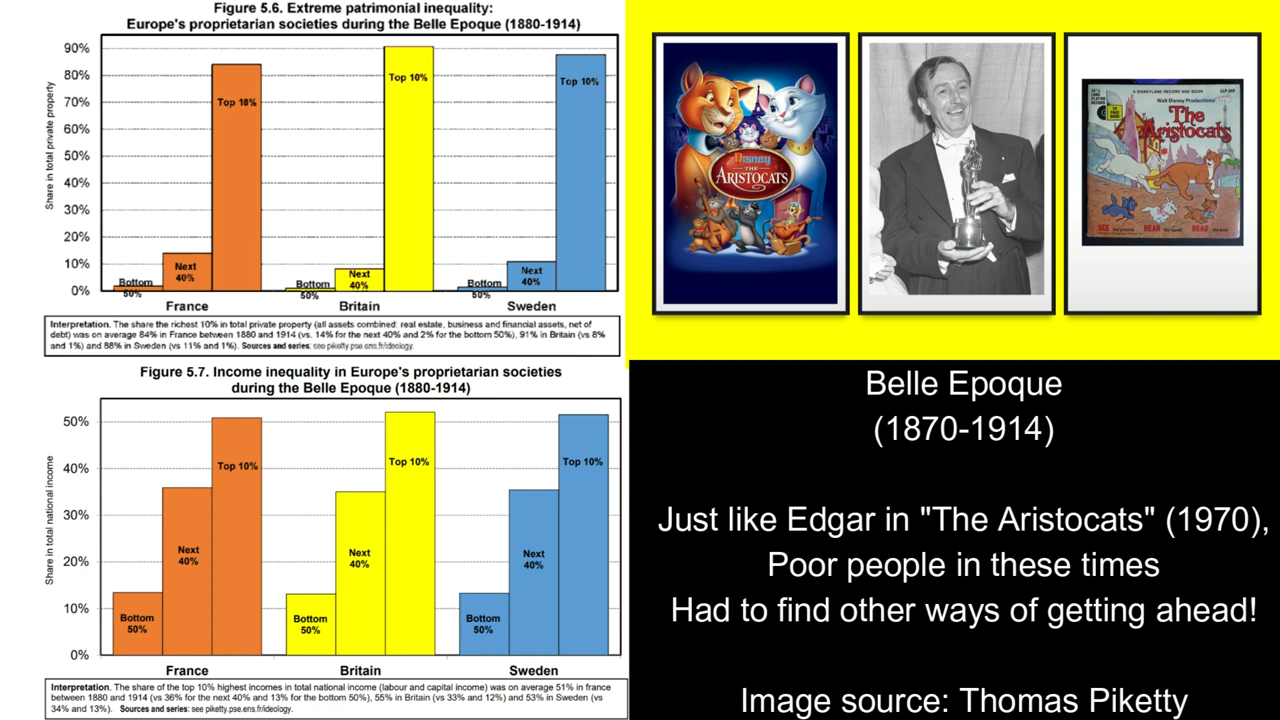 Figure 5.6. Extreme patrimonial inequality:
Europe's proprietarian societies during the Belle Epoque (1880-1914)
Share in total private property
90%
80%
70%
60%
50%
40%
30%
20%
10%
0%
Bottom
50%
Next
40%
Top 10%
Bottom
50%
Next
40%
Top 10%
Bottom
50%
Next
40%
Top 10%
France
Britain
Sweden
Interpretation. The share the richest 10% in total private property (all assets combined: real estate, business and financial assets, net of
debt) was on average 84% in France between 1880 and 1914 (vs. 14% for the next 40% and 2% for the bottom 50%), 91% in Britain (vs 8%
and 1%) and 88% in Sweden (vs 11% and 1%). Sources and series: see piketty.pse.ens.fr/ideology.
Figure 5.7. Income inequality in Europe's proprietarian societies
during the Belle Epoque (1880-1914)
Share in total national income
50%
40%
30%
20%
10%
0%
Bottom
50%
Next
40%
Top 10%
Bottom
50%
Next
40%
Top 10%
Bottom
50%
Next
40%
Top 10%
France
Britain
Sweden
Interpretation. The share of the top 10% highest incomes in total national income (labour and capital income) was on average 51% in france
between 1880 and 1914 (vs 36% for the next 40% and 13% for the bottom 50%), 55% in Britain (vs 33% and 12%) and 53% in Sweden (vs
34% and 13%). Sources and series: see piketty.pse.ens.fr/ideology.
Disney
THE
ARISTOCATS
A DISNEYLAND RECORD AND BOOK
Walt Disney Productions'
The
Aristocats
SEE the pictures
HEAR the record
READ the book
Belle Epoque
(1870-1914)
Just like Edgar in "The Aristocats" (1970),
Poor people in these times
Had to find other ways of getting ahead!
Image source: Thomas Piketty